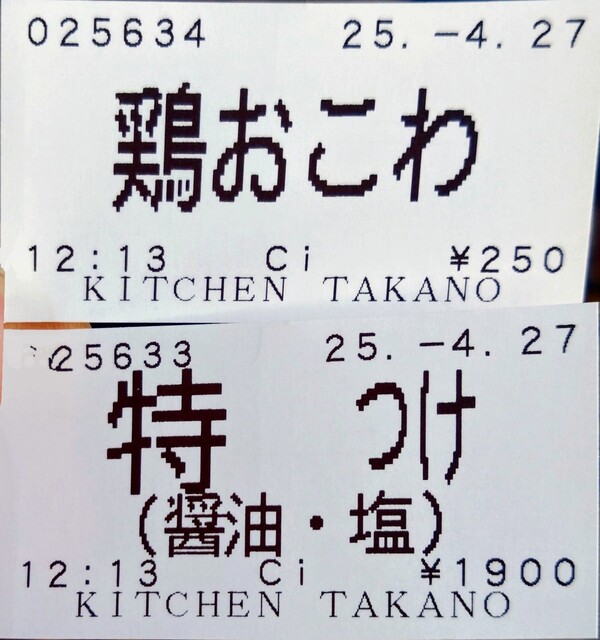 025634 25.-4.27
鶏おこわ
12:13 Ci ¥250
KITCHEN TAKANO
25633 25.-4.27
特 つけ
(醤油・塩)
12:13 Ci ¥1900
KITCHEN TAKANO